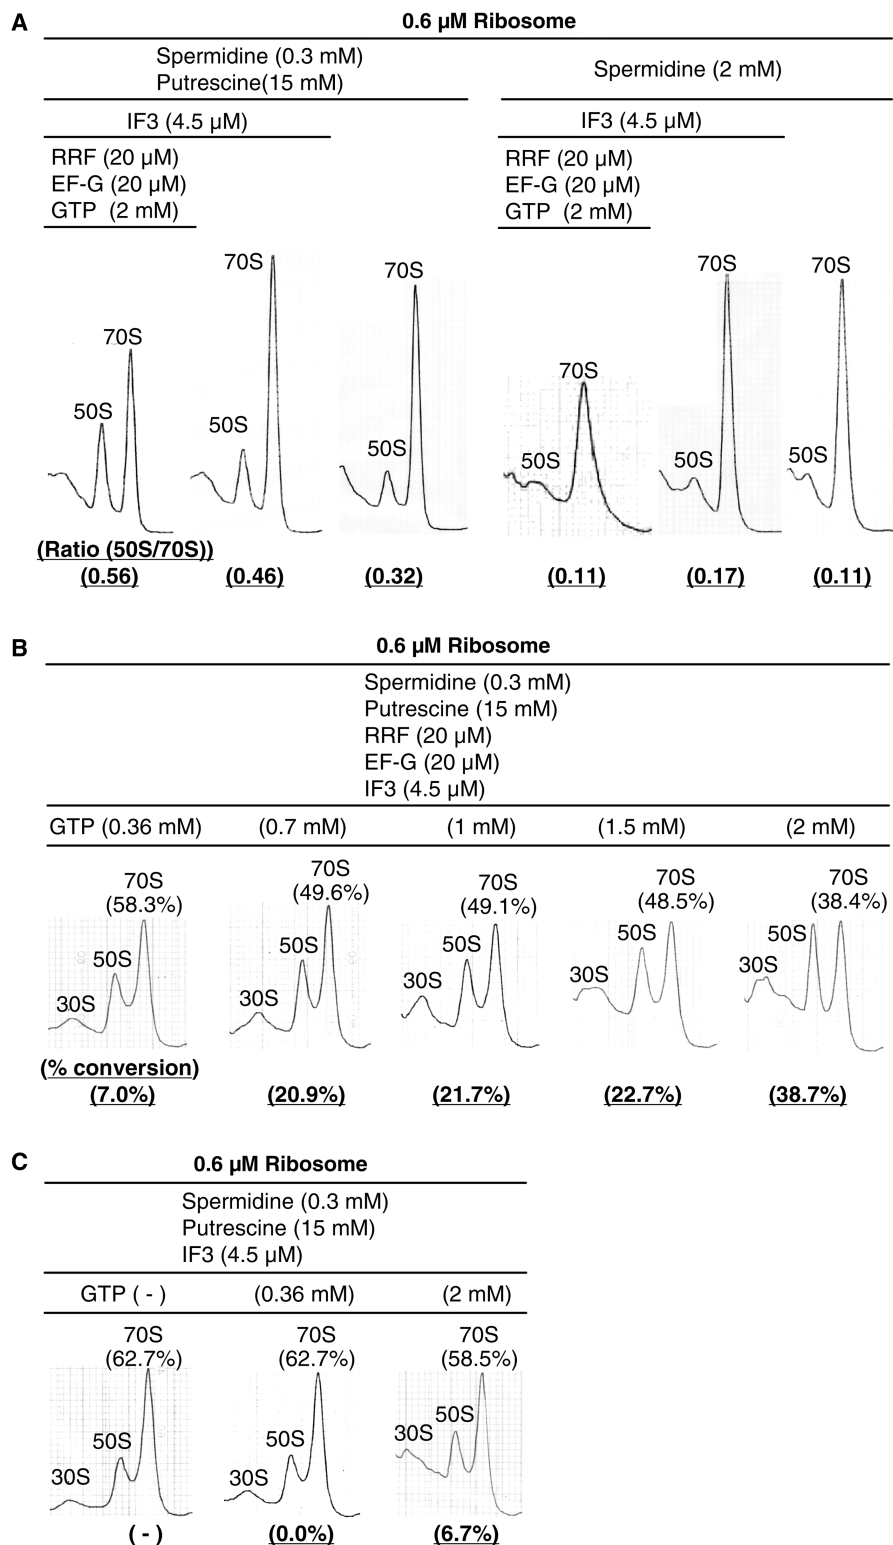 A
0.6 µM Ribosome
Spermidine (0.3 mM)
Putrescine(15 mM)
Spermidine (2 mM)
IF3 (4.5 µM)
IF3 (4.5 µM)
RRF (20 µM)
EF-G (20 µM)
GTP (2 mM)
RRF (20 µM)
EF-G (20 µM)
GTP (2 mM)
50S
70S
50S
70S
50S
70S
50S
70S
50S
70S
50S
70S
(Ratio (50S/70S))
(0.56) (0.46) (0.32) (0.11) (0.17) (0.11)
B
0.6 µM Ribosome
Spermidine (0.3 mM)
Putrescine (15 mM)
RRF (20 µM)
EF-G (20 µM)
IF3 (4.5 µM)
GTP (0.36 mM) (0.7 mM) (1 mM) (1.5 mM) (2 mM)
70S
(58.3%)
50S
30S
70S
(49.6%)
50S
30S
70S
(49.1%)
50S
30S
70S
(48.5%)
50S
30S
70S
(38.4%)
50S
30S
(% conversion)
(7.0%) (20.9%) (21.7%) (22.7%) (38.7%)
C
0.6 µM Ribosome
Spermidine (0.3 mM)
Putrescine (15 mM)
IF3 (4.5 µM)
GTP ( - ) (0.36 mM) (2 mM)
70S
(62.7%)
50S
30S
70S
(62.7%)
50S
30S
70S
(58.5%)
50S
30S
( - ) (0.0%) (6.7%)